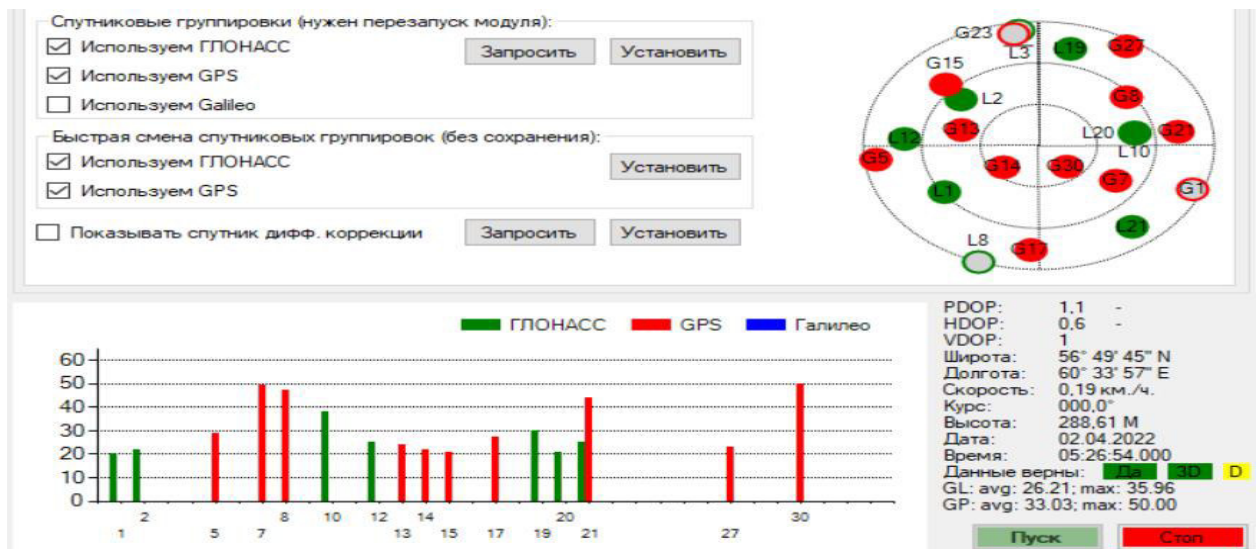 Спутниковые группировки (нужен перезапуск модуля):
Используем ГЛОНАСС Запросить Установить
Используем GPS
Используем Galileo
Быстрая смена спутниковых группировок (без сохранения):
Используем ГЛОНАСС Установить
Используем GPS
Показывать спутник дифф. коррекции Запросить Установить
G23 L3 L19 G27
G15
L2 G8
G13 L20 G21
L12 L10
G5 G14 G30 G7 G1
L1
L21
L8 G17
ГЛОНАСС GPS Галилео
60
50
40
30
20
10
0
2 8 10 12 14 20 30
1 5 7 13 15 17 19 21 27
PDOP: 1,1 -
HDOP: 0,6 -
VDOP: 1
Широта: 56° 49' 45" N
Долгота: 60° 33' 57" E
Скорость: 0,19 км./ч.
Курс: 000,0°
Высота: 288,61 М
Дата: 02.04.2022
Время: 05:26:54.000
Данные верны: Да 3D D
GL: avg: 26.21; max: 35.96
GP: avg: 33.03; max: 50.00
Пуск Стоп